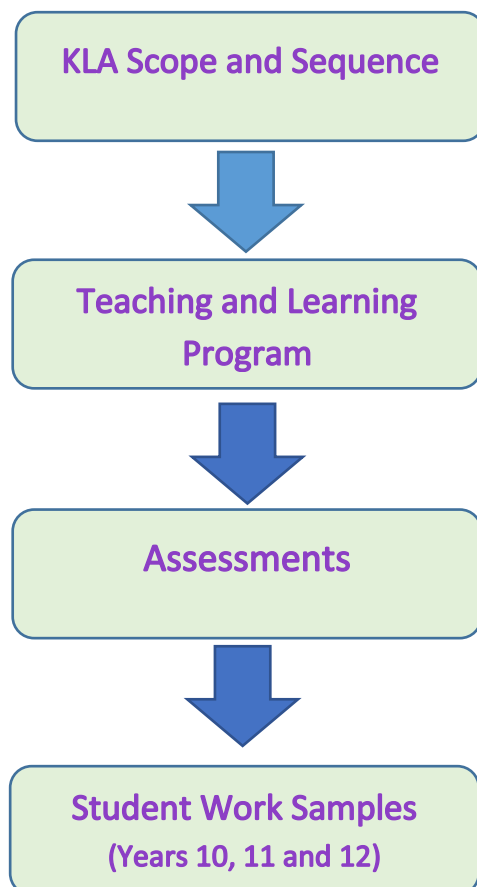 KLA Scope and Sequence
Teaching and Learning
Program
Assessments
Student Work Samples
(Years 10, 11 and 12)